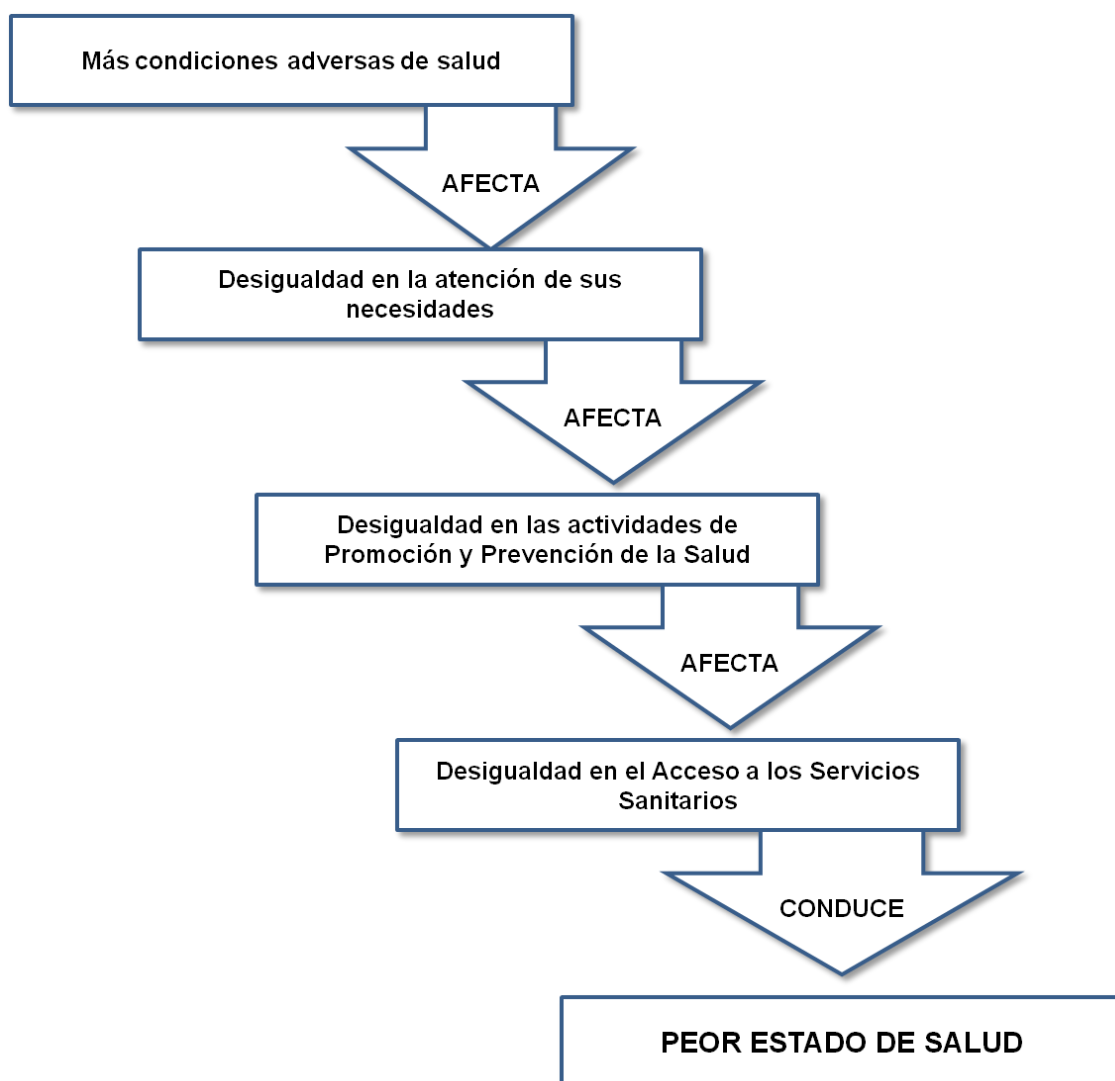 Más condiciones adversas de salud
AFECTA
Desigualdad en la atención de sus
necesidades
AFECTA
Desigualdad en las actividades de
Promoción y Prevención de la Salud
AFECTA
Desigualdad en el Acceso a los Servicios
Sanitarios
CONDUCE
PEOR ESTADO DE SALUD